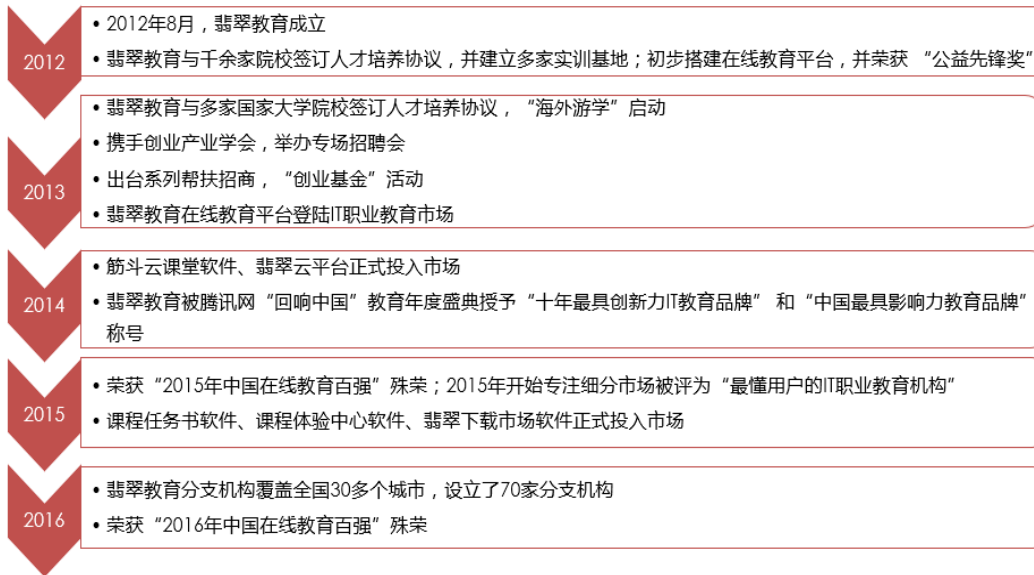 2012
• 2012年8月，翡翠教育成立
• 翡翠教育与千余家院校签订人才培养协议，并建立多家实训基地；初步搭建在线教育平台，并荣获 “公益先锋奖”
2013
• 翡翠教育与多家国家大学院校签订人才培养协议，“海外游学”启动
• 携手创业产业学会，举办专场招聘会
• 出台系列帮扶招商，“创业基金”活动
• 翡翠教育在线教育平台登陆IT职业教育市场
2014
• 筋斗云课堂软件、翡翠云平台正式投入市场
• 翡翠教育被腾讯网“回响中国”教育年度盛典授予“十年最具创新力IT教育品牌” 和“中国最具影响力教育品牌”
称号
2015
• 荣获“2015年中国在线教育百强”殊荣；2015年开始专注细分市场被评为“最懂用户的IT职业教育机构”
• 课程任务书软件、课程体验中心软件、翡翠下载市场软件正式投入市场
2016
• 翡翠教育分支机构覆盖全国30多个城市，设立了70家分支机构
• 荣获“2016年中国在线教育百强”殊荣